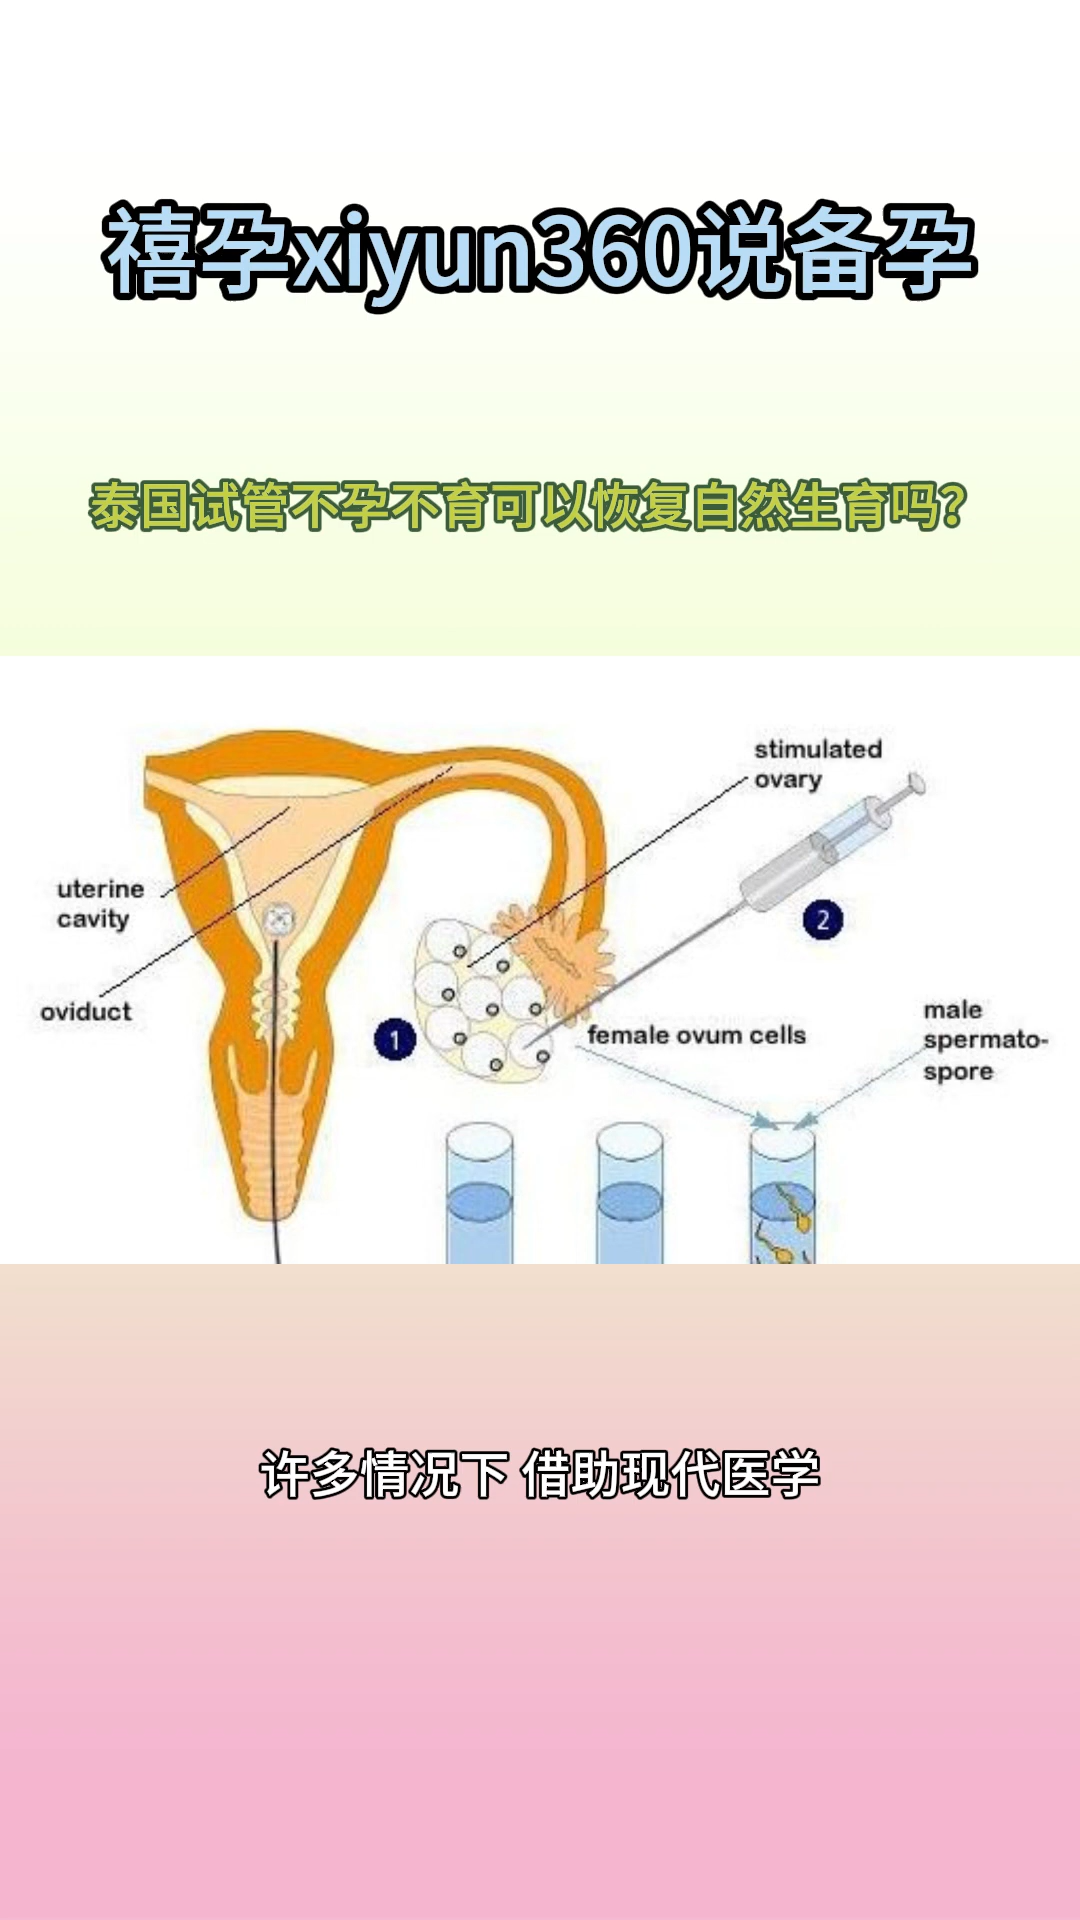 禧孕xiyun360说备孕
泰国试管不孕不育可以恢复自然生育吗?
stimulated
ovary
uterine
cavity
2
oviduct
1
female ovum cells
male
spermato-
spore
许多情况下 借助现代医学